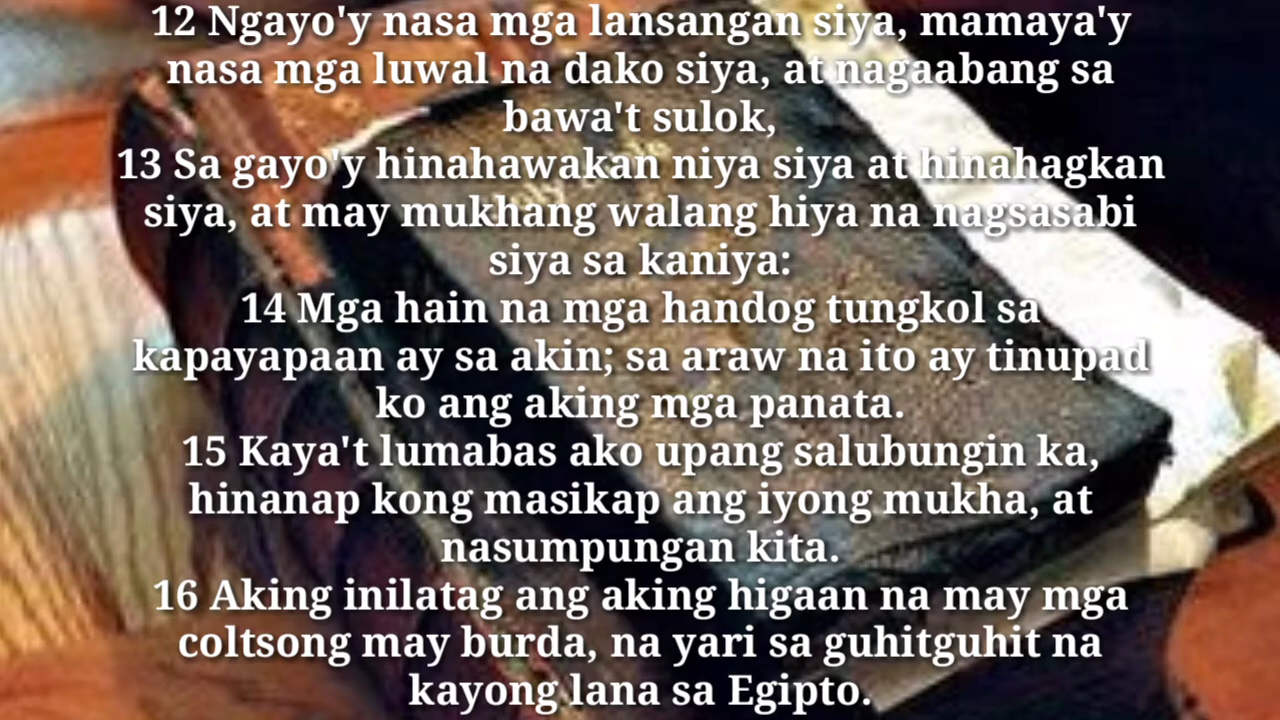 12 Ngayo'y nasa mga lansangan siya, mamaya'y
nasa mga luwal na dako siya, at nagaabang sa
bawa't sulok,
13 Sa gayo'y hinahawakan niya siya at hinahagkan
siya, at may mukhang walang hiya na nagsasabi
siya sa kaniya:
14 Mga hain na mga handog tungkol sa
kapayapaan ay sa akin; sa araw na ito ay tinupad
ko ang aking mga panata.
15 Kaya't lumabas ako upang salubungin ka,
hinanap kong masikap ang iyong mukha, at
nasumpungan kita.
16 Aking inilatag ang aking higaan na may mga
coltsong may burda, na yari sa guhitguhit na
kayong lana sa Egipto.